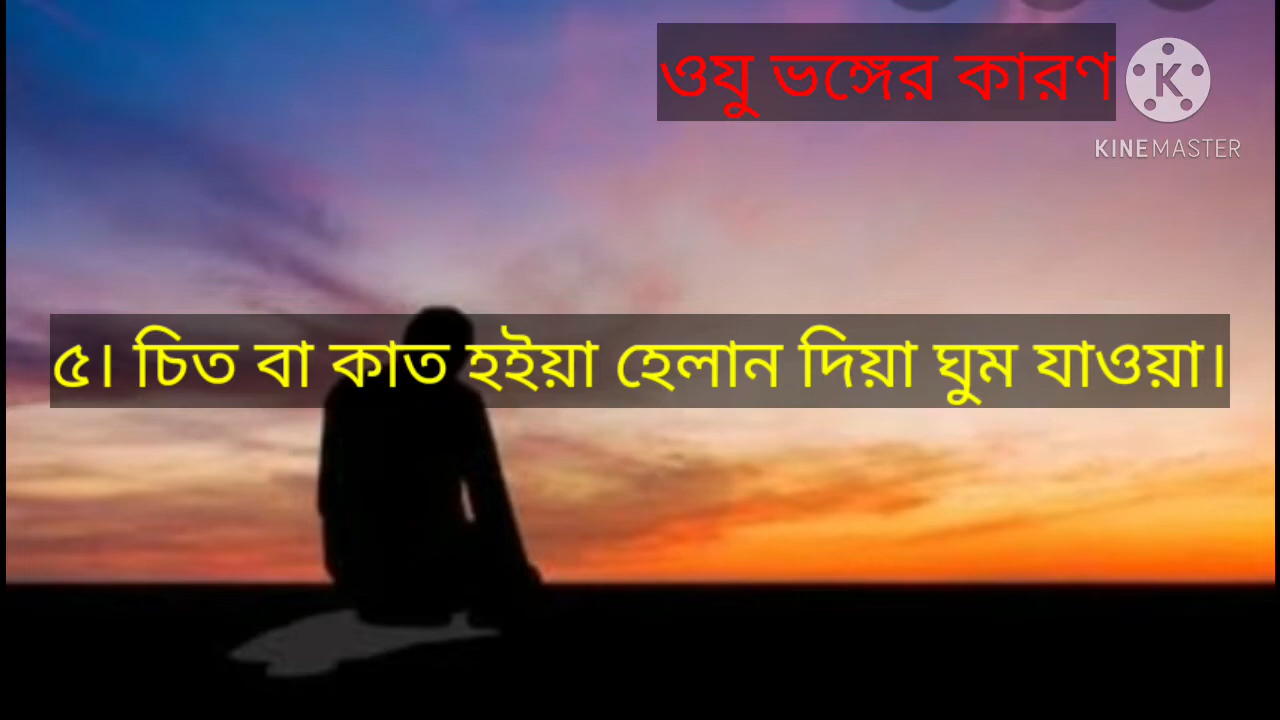 ওযু ভঙ্গের কারণ
K
KINEMASTER
৫। চিত বা কাত হইয়া হেলান দিয়া ঘুম যাওয়া।